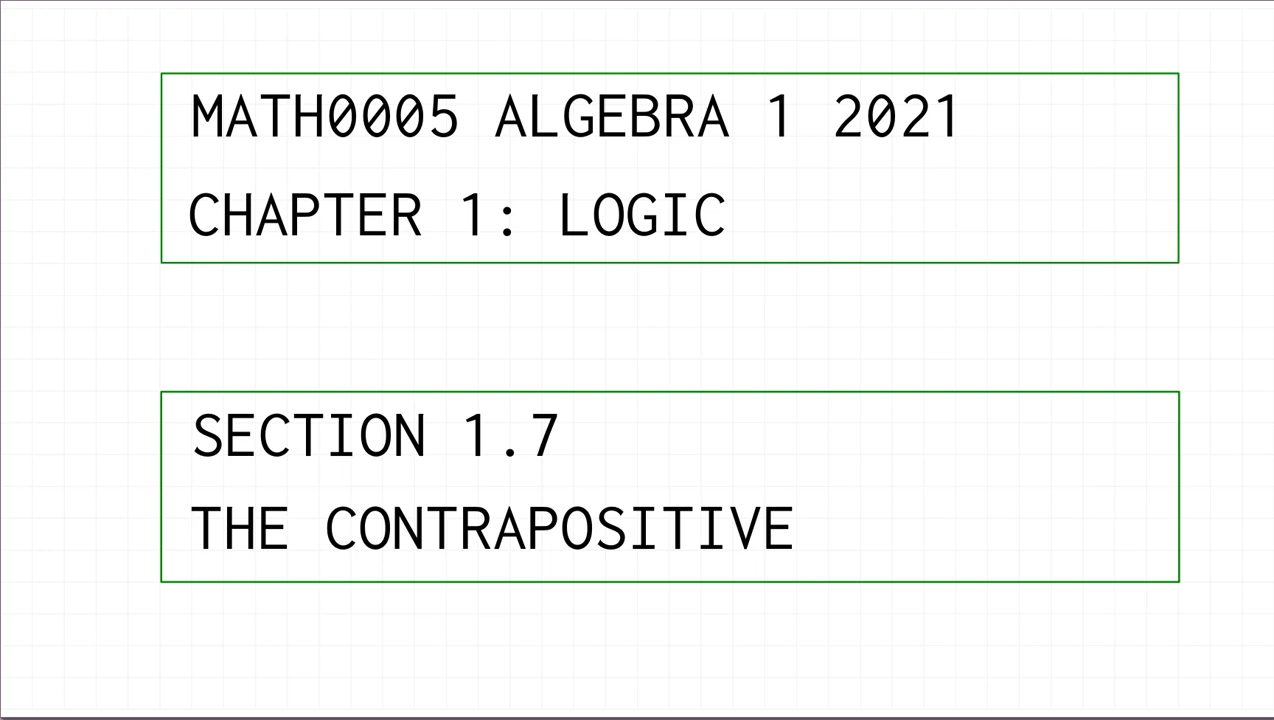 MATH0005 ALGEBRA 1 2021
CHAPTER 1: LOGIC
SECTION 1.7
THE CONTRAPOSITIVE